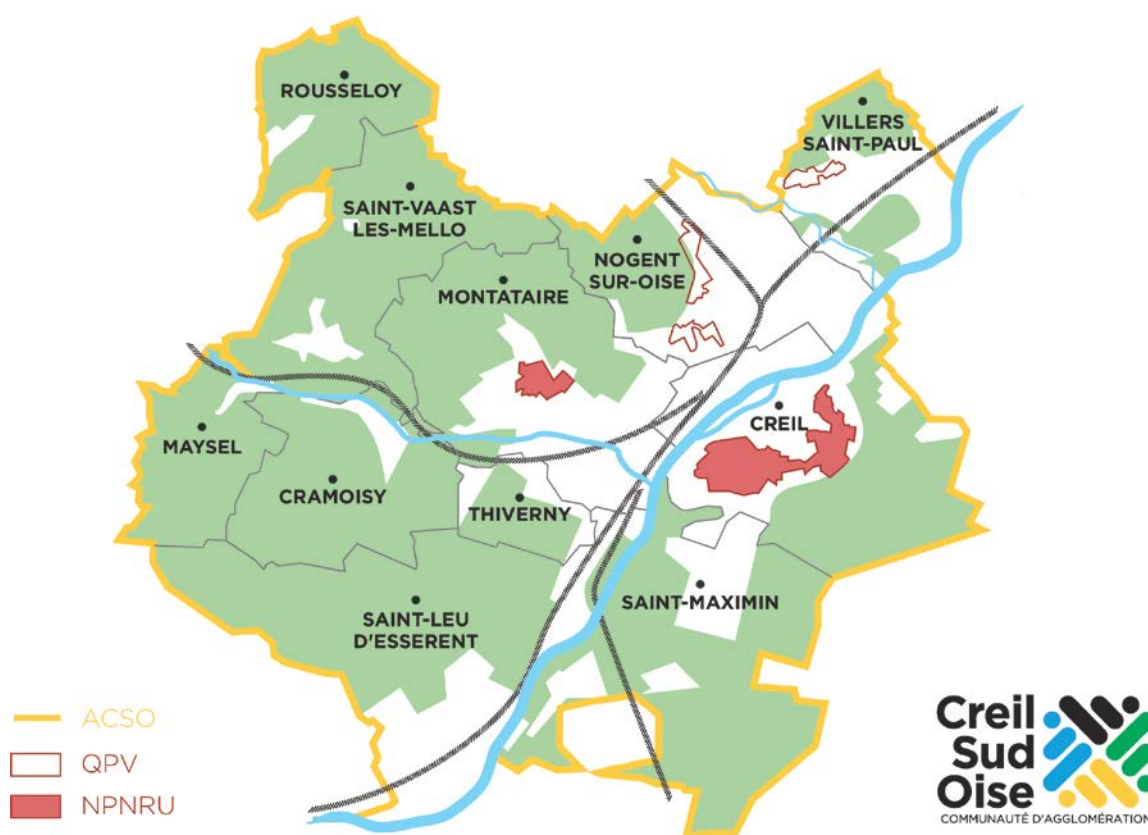 ROUSSELOY
VILLERS
SAINT-PAUL
SAINT-VAAST
LES-MELLO
NOGENT
SUR-OISE
MONTATAIRE
CREIL
MAYSEL
CRAMOISY
THIVERNY
SAINT-MAXIMIN
SAINT-LEU
D'ESSERENT
ACSO
QPV
NPNRU
Creil
Sud
Oise
COMMUNAUTÉ D'AGGLOMÉRATION